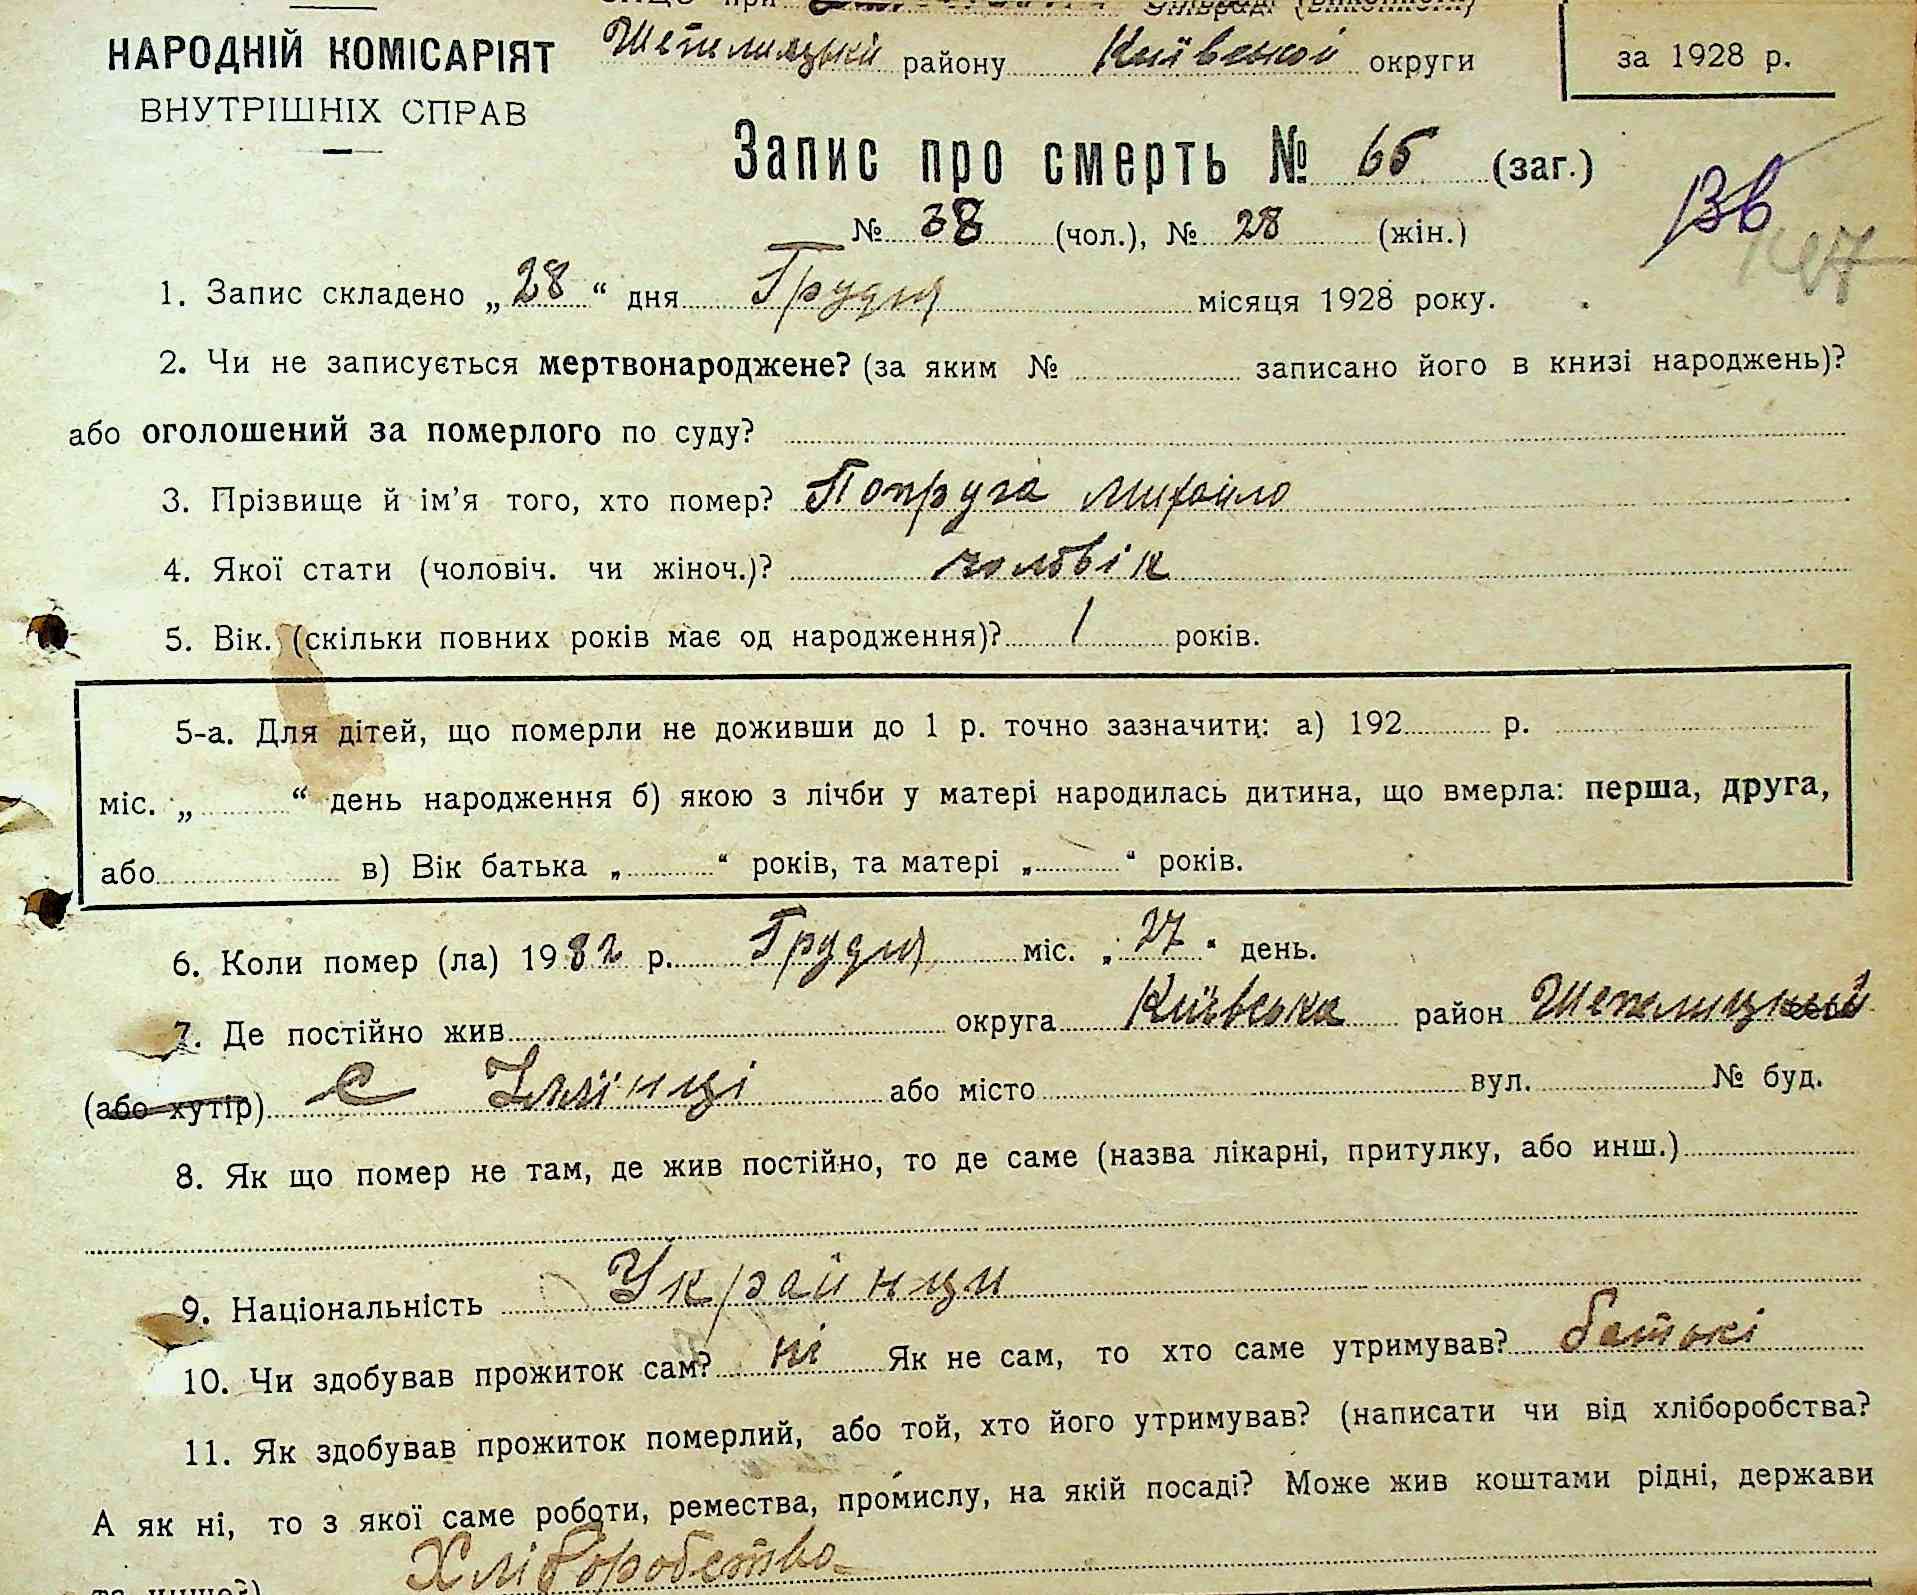 НАРОДНІЙ КОМІСАРІЯТ
ВНУТРІШНІХ СПРАВ
Шепелицький району Київської округи
за 1928 р.
Запис про смерть № 66 (заг.)
№ 38 (чол.), № 28 (жін.)
1. Запис складено „28“ дня Грудня місяця 1928 року.
2. Чи не записується мертвонароджене? (за яким № записано його в книзі народжень)?
або оголошений за померлого по суду?
3. Прізвище й ім'я того, хто помер? Попруга Михайло
4. Якої стати (чоловіч. чи жіноч.)? чоловік
5. Вік. (скільки повних років має од народження)? 1 років.
5-а. Для дітей, що померли не доживши до 1 р. точно зазначити: а) 192 р.
міс. „ “ день народження б) якою з лічби у матері народилась дитина, що вмерла: перша, друга,
або в) Вік батька „ “ років, та матері „ “ років.
6. Коли помер (ла) 1982 р. Грудня міс. „27“ день.
7. Де постійно жив округа Київська район Шепелицький
(або хутір) с Іллінці або місто вул. № буд.
8. Як що помер не там, де жив постійно, то де саме (назва лікарні, притулку, або инш.)
9. Національність Українци
10. Чи здобував прожиток сам? ні Як не сам, то хто саме утримував? батькі
11. Як здобував прожиток померлий, або той, хто його утримував? (написати чи від хліборобства?
А як ні, то з якої саме роботи, ремества, промислу, на якій посаді? Може жив коштами рідні, держави
та инше?) Хліборобство